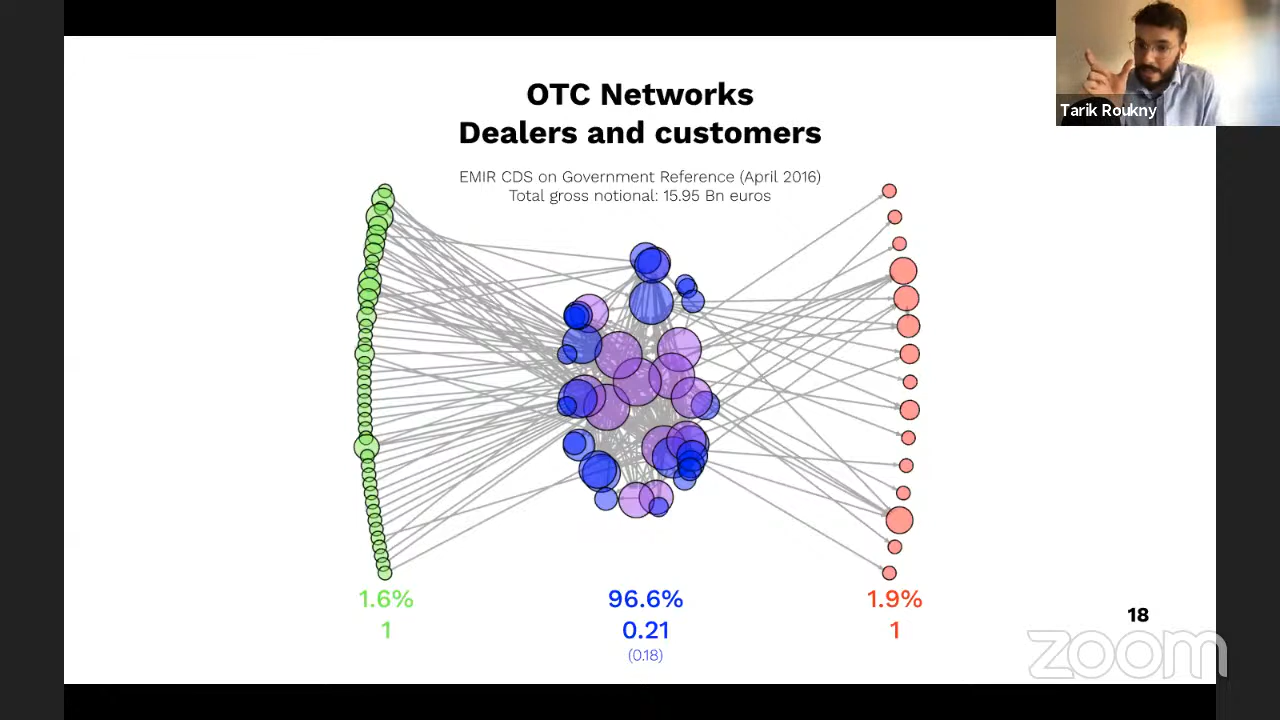 OTC Networks
Dealers and customers
EMIR CDS on Government Reference (April 2016)
Total gross notional: 15.95 Bn euros
Tarik Roukny
1.6%
96.6%
1.9%
1
0.21
1
(0.18)
18
zoom